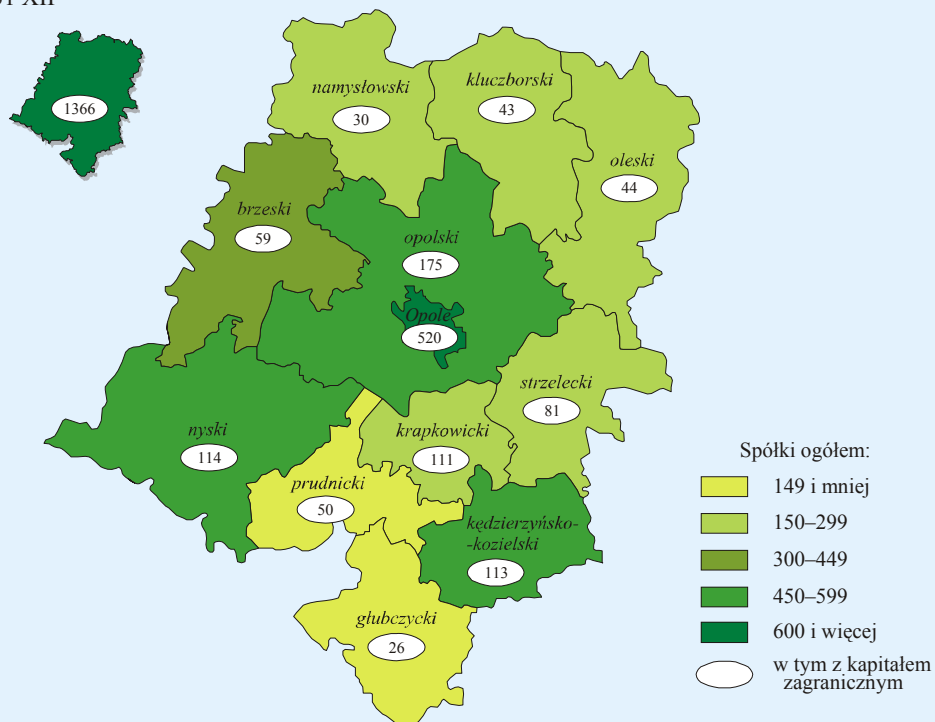 31 XII
1366
namysłowski
30
kluczborski
43
oleski
44
brzeski
59
opolski
175
Opole
520
strzelecki
81
nyski
114
krapkowicki
111
prudnicki
50
kędzierzyńsko-
-kozielski
113
głubczycki
26
Spółki ogółem:
149 i mniej
150–299
300–449
450–599
600 i więcej
w tym z kapitałem
zagranicznym